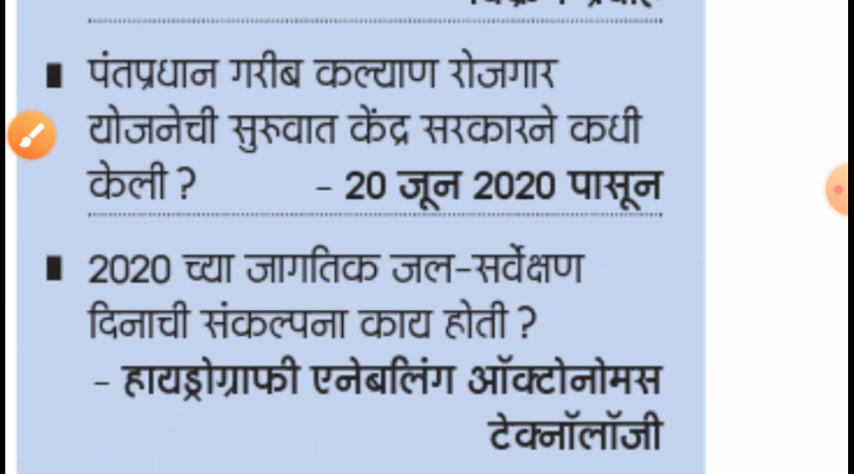 ■ पंतप्रधान गरीब कल्याण रोजगार
योजनेची सुरुवात केंद्र सरकारने कधी
केली ? - 20 जून 2020 पासून
■ 2020 च्या जागतिक जल-सर्वेक्षण
दिनाची संकल्पना काय होती ?
- हायड्रोग्राफी एनेबलिंग ऑक्टोनोमस
टेक्नॉलॉजी